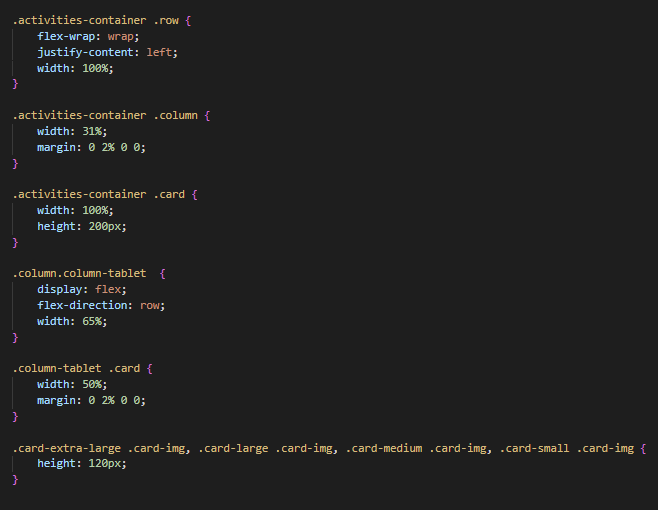 .activities-container .row {
    flex-wrap: wrap;
    justify-content: left;
    width: 100%;
}

.activities-container .column {
    width: 31%;
    margin: 0 2% 0 0;
}

.activities-container .card {
    width: 100%;
    height: 200px;
}

.column.column-tablet  {
    display: flex;
    flex-direction: row;
    width: 65%;
}

.column-tablet .card {
    width: 50%;
    margin: 0 2% 0 0;
}

.card-extra-large .card-img, .card-large .card-img, .card-medium .card-img, .card-small .card-img {
    height: 120px;
}